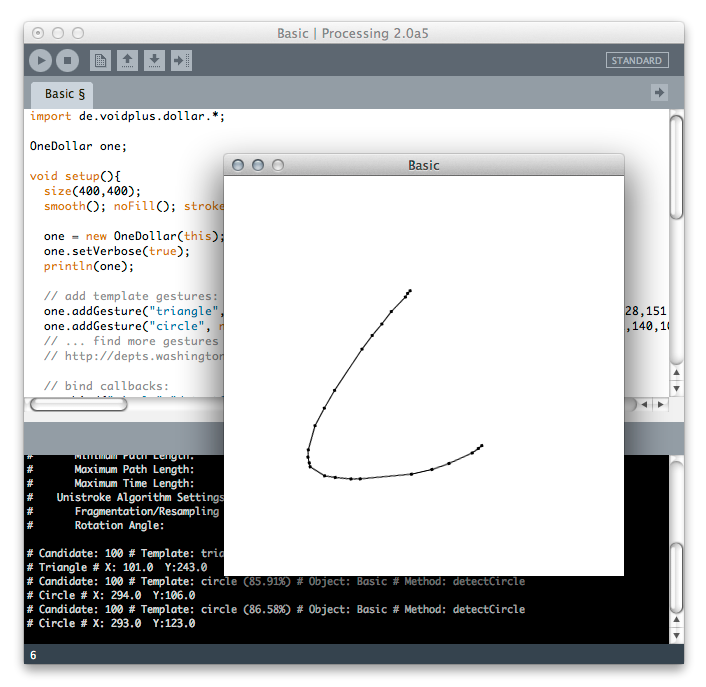 Basic | Processing 2.0a5
STANDARD
Basic §
import de.voidplus.dollar.*;
OneDollar one;
void setup(){
size(400,400);
smooth(); noFill(); stroke
one = new OneDollar(this);
one.setVerbose(true);
println(one);
// add template gestures:
one.addGesture("triangle", 28,151,
one.addGesture("circle", ,140,10
// ... find more gestures
// http://depts.washington
// bind callbacks:
Basic
# Minimum Path Length:
# Maximum Path Length:
# Maximum Time Length:
# Unistroke Algorithm Settings
# Fragmentation/Resampling
# Rotation Angle:
# Candidate: 100 # Template: tria
# Triangle # X: 101.0 Y:243.0
# Candidate: 100 # Template: circle (85.91%) # Object: Basic # Method: detectCircle
# Circle # X: 294.0 Y:106.0
# Candidate: 100 # Template: circle (86.58%) # Object: Basic # Method: detectCircle
# Circle # X: 293.0 Y:123.0
6